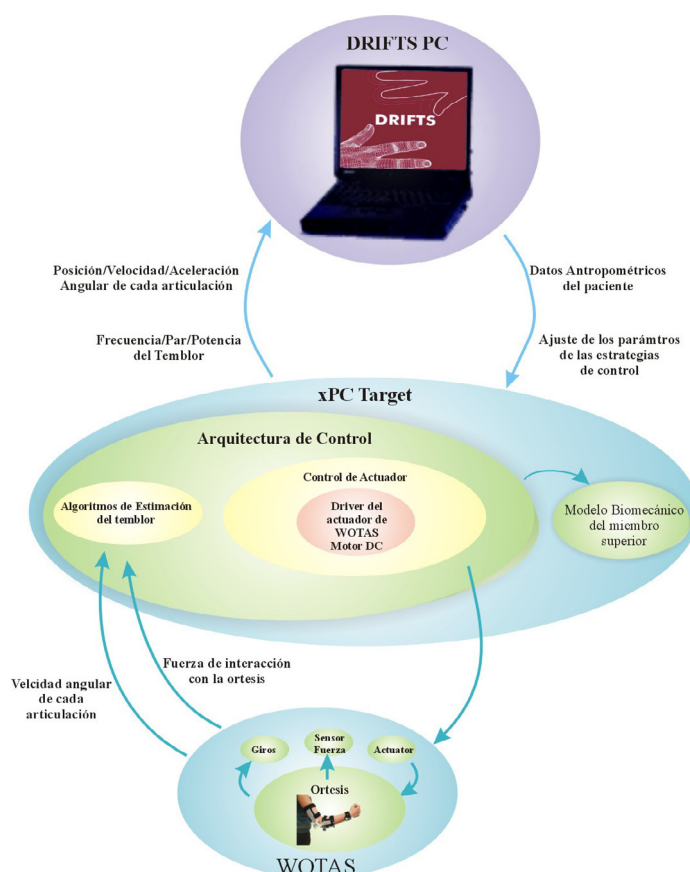 DRIFTS PC
DRIFTS
Posición/Velocidad/Aceleración
Angular de cada articulación
Frecuencia/Par/Potencia
del Temblor
Datos Antropométricos
del paciente
Ajuste de los parámtros
de las estrategias
de control
xPC Target
Arquitectura de Control
Control de Actuador
Algoritmos de Estimación
del temblor
Driver del
actuador de
WOTAS
Motor DC
Modelo Biomecánico
del miembro
superior
Fuerza de interacción
con la ortesis
Velcidad angular
de cada
articulación
Giros
Sensor
Fuerza
Actuator
Ortesis
WOTAS